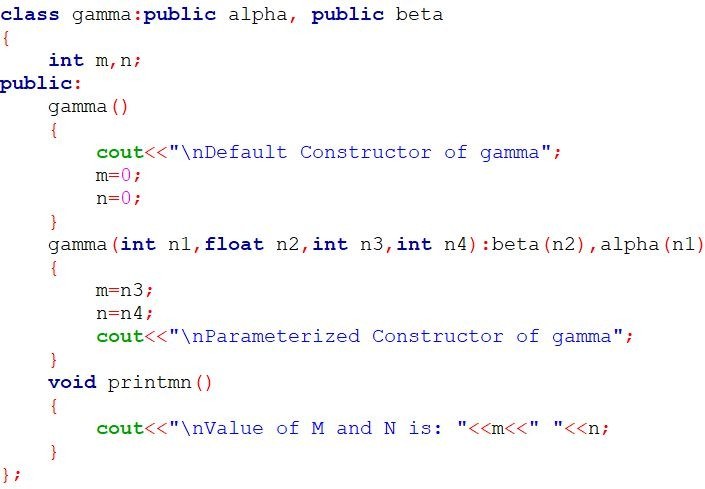 class gamma:public alpha, public beta
{
    int m,n;
public:
    gamma()
    {
        cout<<"\nDefault Constructor of gamma";
        m=0;
        n=0;
    }
    gamma(int n1,float n2,int n3,int n4):beta(n2),alpha(n1)
    {
        m=n3;
        n=n4;
        cout<<"\nParameterized Constructor of gamma";
    }
    void printmn()
    {
        cout<<"\nValue of M and N is: "<<m<<" "<<n;
    }
};